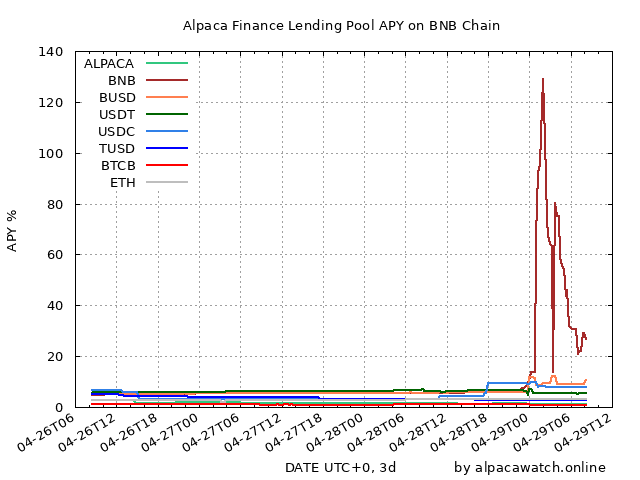 Alpaca Finance Lending Pool APY on BNB Chain
140
120
100
80
60
40
20
0
APY %
ALPACA
BNB
BUSD
USDT
USDC
TUSD
BTCB
ETH
04-26T06
04-26T12
04-26T18
04-27T00
04-27T06
04-27T12
04-27T18
04-28T00
04-28T06
04-28T12
04-28T18
04-29T00
04-29T06
04-29T12
DATE UTC+0, 3d
by alpacawatch.online